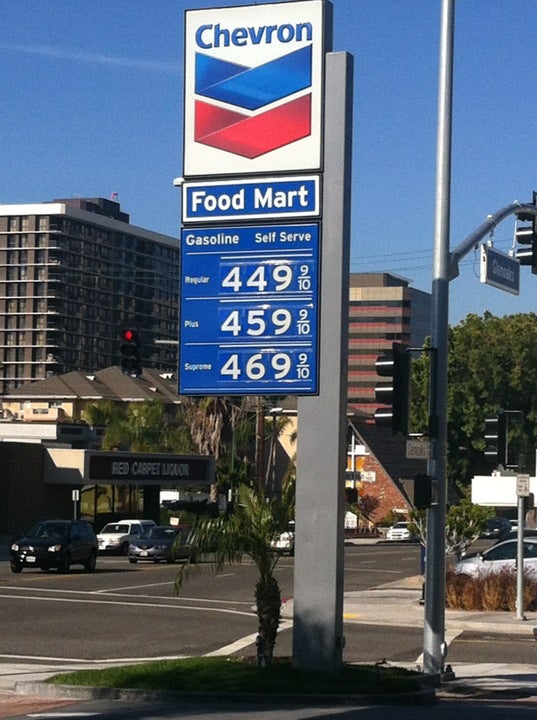 Chevron
Food Mart
Gasoline Self Serve
Regular 449 9/10
Plus 459 9/10
Supreme 469 9/10
Glenoaks
RED CARPET LIQUOR